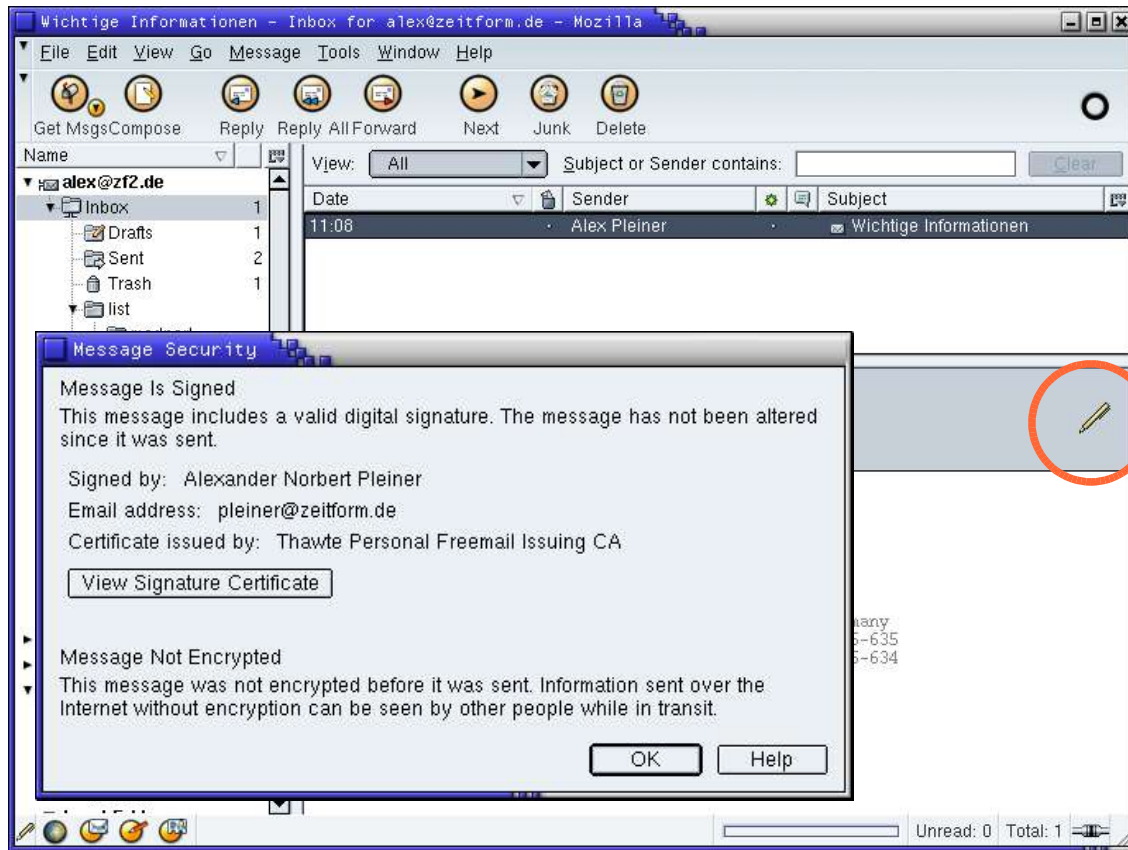 Wichtige Informationen - Inbox for alex@zeitform.de - Mozilla
File Edit View Go Message Tools Window Help
Get Msgs Compose Reply Reply All Forward Next Junk Delete
Name
View: All Subject or Sender contains: Clear
alex@zf2.de
Date Sender Subject
Inbox 1
11:08 Alex Pleiner Wichtige Informationen
Drafts 1
Sent 2
Trash 1
list
Message Security
Message Is Signed
This message includes a valid digital signature. The message has not been altered
since it was sent.
Signed by: Alexander Norbert Pleiner
Email address: pleiner@zeitform.de
Certificate issued by: Thawte Personal Freemail Issuing CA
View Signature Certificate
5-635
Message Not Encrypted
5-634
This message was not encrypted before it was sent. Information sent over the
Internet without encryption can be seen by other people while in transit.
OK Help
Unread: 0 Total: 1